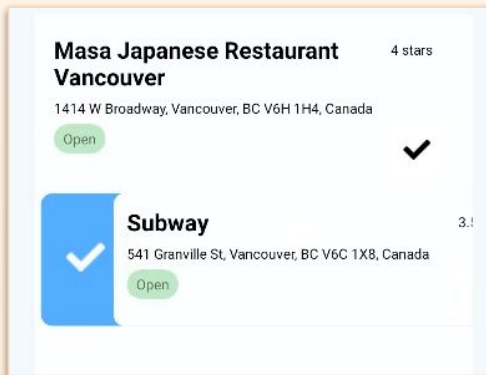 Masa Japanese Restaurant
4 stars
Vancouver
1414 W Broadway, Vancouver, BC V6H 1H4, Canada
Open
Subway
541 Granville St, Vancouver, BC V6C 1X8, Canada
Open